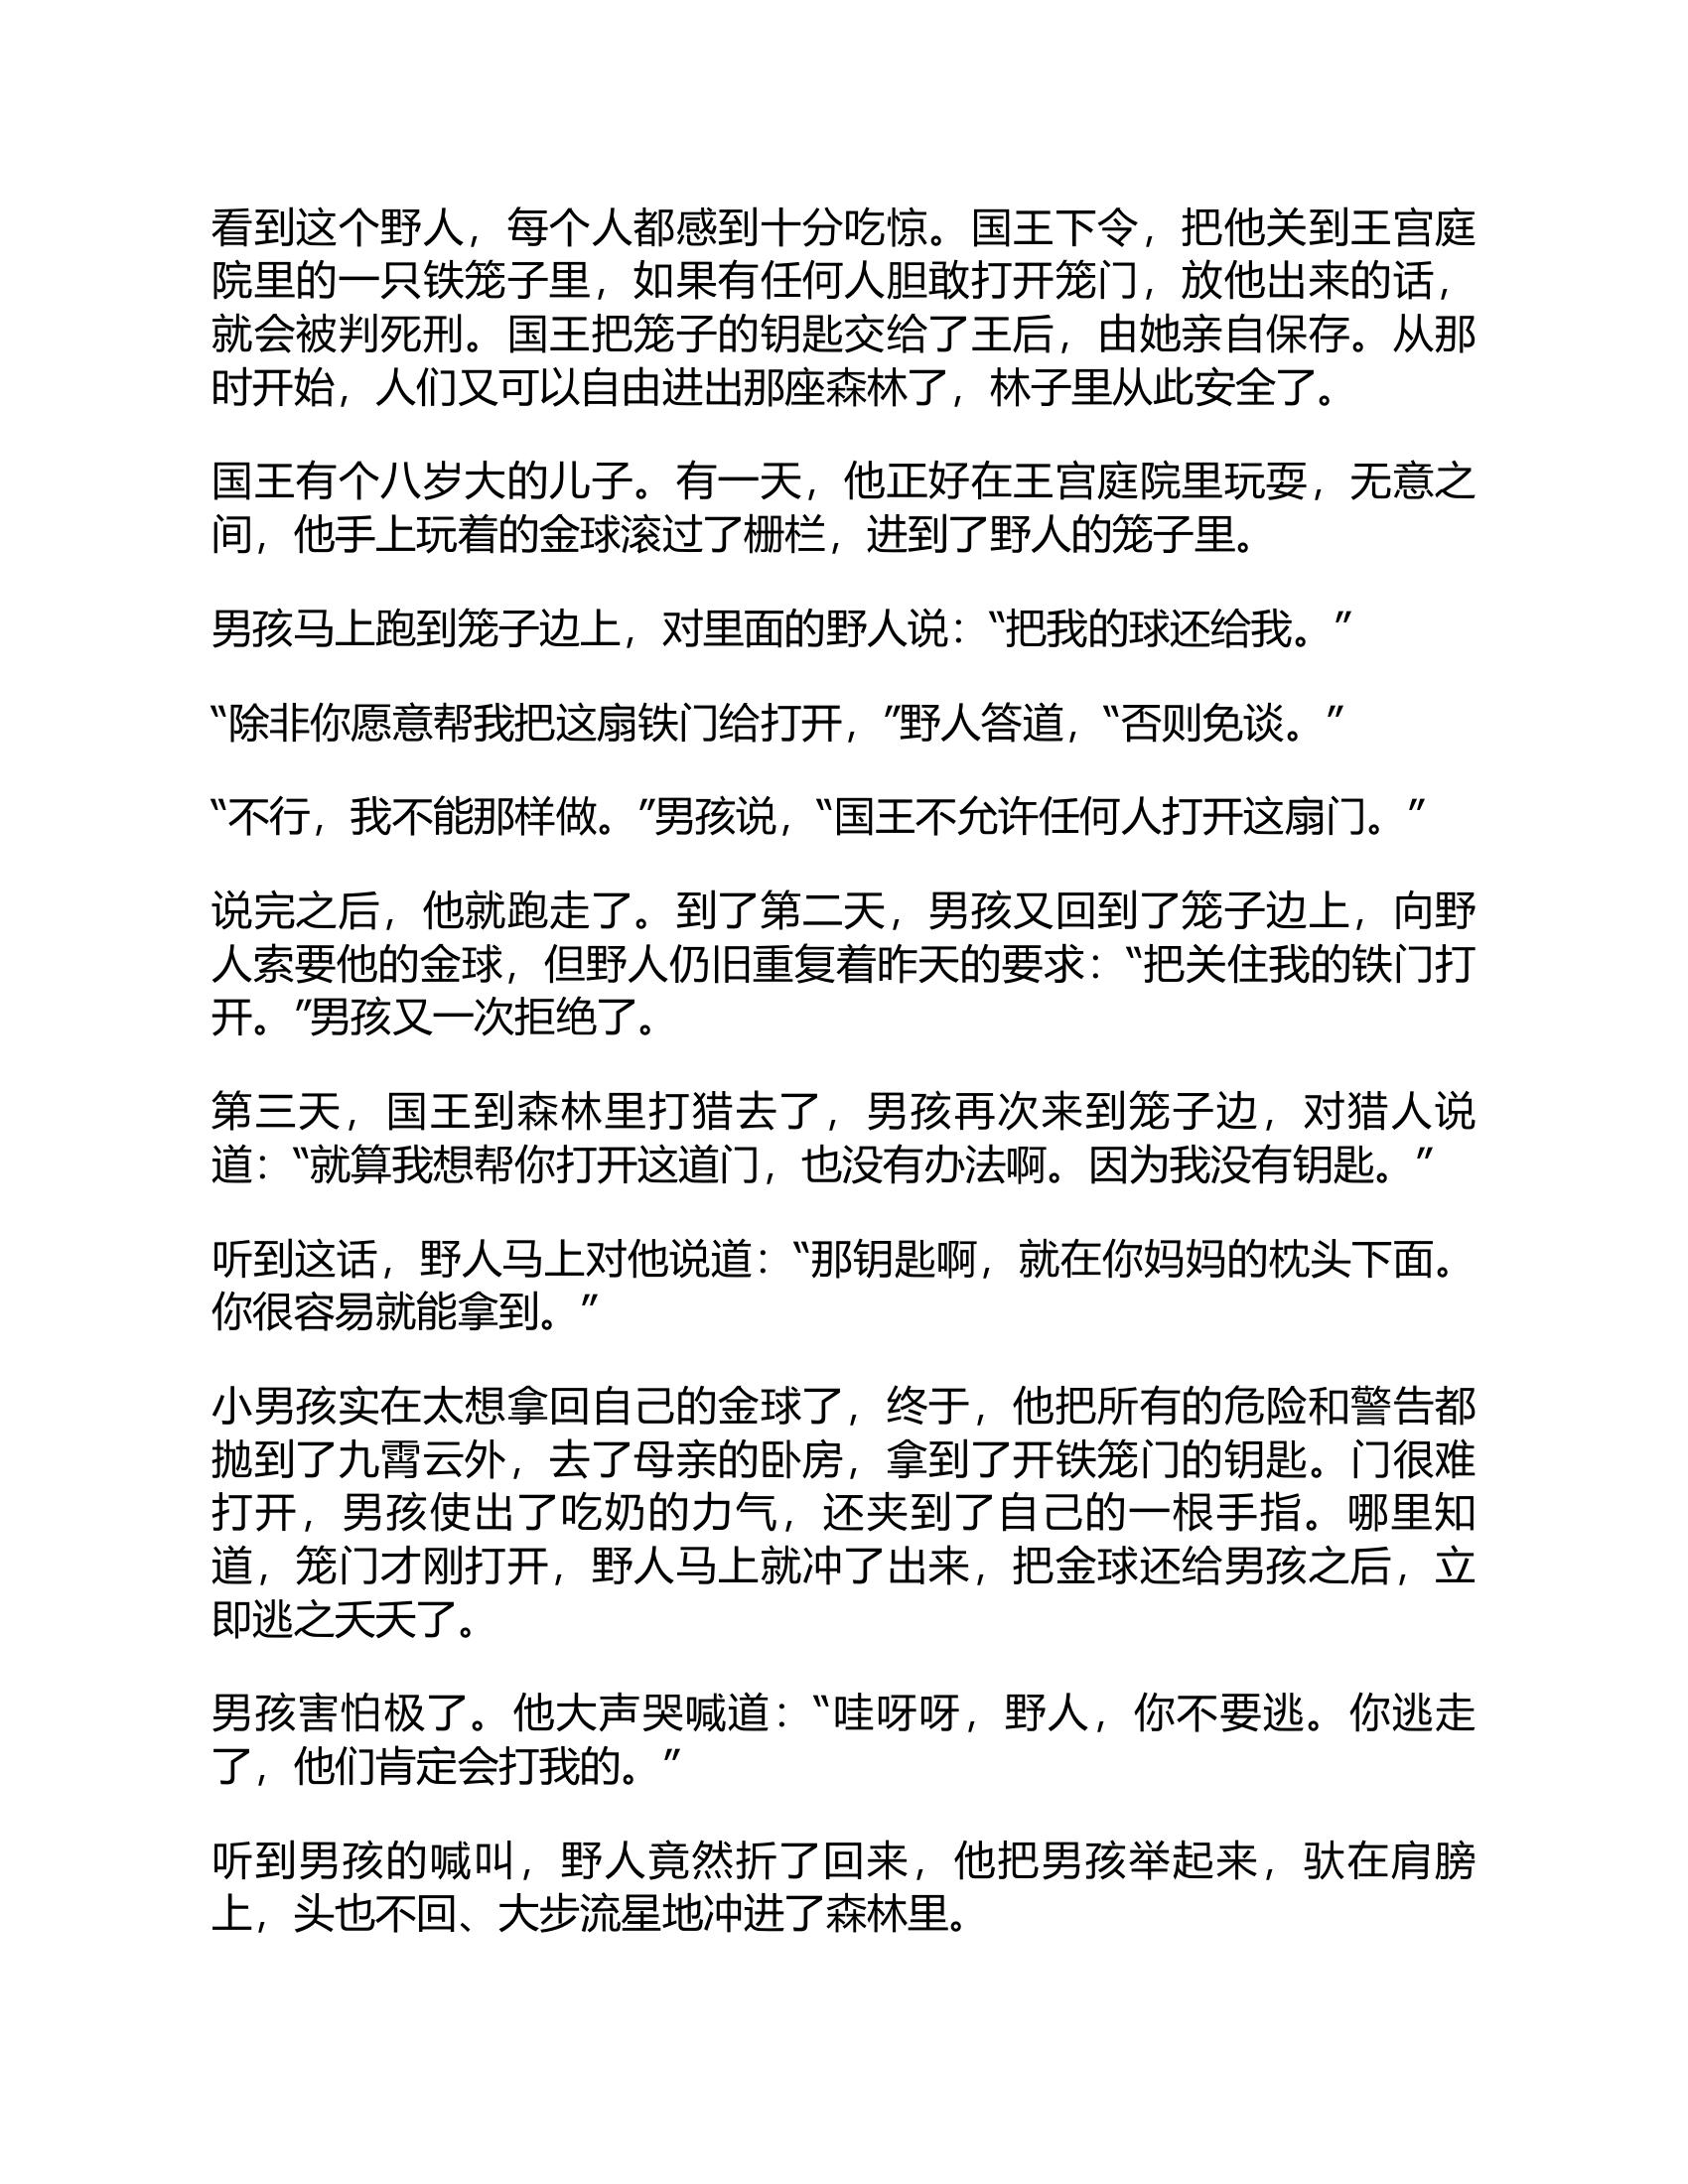 看到这个野人，每个人都感到十分吃惊。国王下令，把他关到王宫庭
院里的一只铁笼子里，如果有任何人胆敢打开笼门，放他出来的话，
就会被判死刑。国王把笼子的钥匙交给了王后，由她亲自保存。从那
时开始，人们又可以自由进出那座森林了，林子里从此安全了。
国王有个八岁大的儿子。有一天，他正好在王宫庭院里玩耍，无意之
间，他手上玩着的金球滚过了栅栏，进到了野人的笼子里。
男孩马上跑到笼子边上，对里面的野人说：“把我的球还给我。”
“除非你愿意帮我把这扇铁门给打开，”野人答道，“否则免谈。”
“不行，我不能那样做。”男孩说，“国王不允许任何人打开这扇门。”
说完之后，他就跑走了。到了第二天，男孩又回到了笼子边上，向野
人索要他的金球，但野人仍旧重复着昨天的要求：“把关住我的铁门打
开。”男孩又一次拒绝了。
第三天，国王到森林里打猎去了，男孩再次来到笼子边，对猎人说
道：“就算我想帮你打开这道门，也没有办法啊。因为我没有钥匙。”
听到这话，野人马上对他说道：“那钥匙啊，就在你妈妈的枕头下面。
你很容易就能拿到。”
小男孩实在太想拿回自己的金球了，终于，他把所有的危险和警告都
抛到了九霄云外，去了母亲的卧房，拿到了开铁笼门的钥匙。门很难
打开，男孩使出了吃奶的力气，还夹到了自己的一根手指。哪里知
道，笼门才刚打开，野人马上就冲了出来，把金球还给男孩之后，立
即逃之夭夭了。
男孩害怕极了。他大声哭喊道：“哇呀呀，野人，你不要逃。你逃走
了，他们肯定会打我的。”
听到男孩的喊叫，野人竟然折了回来，他把男孩举起来，驮在肩膀
上，头也不回、大步流星地冲进了森林里。